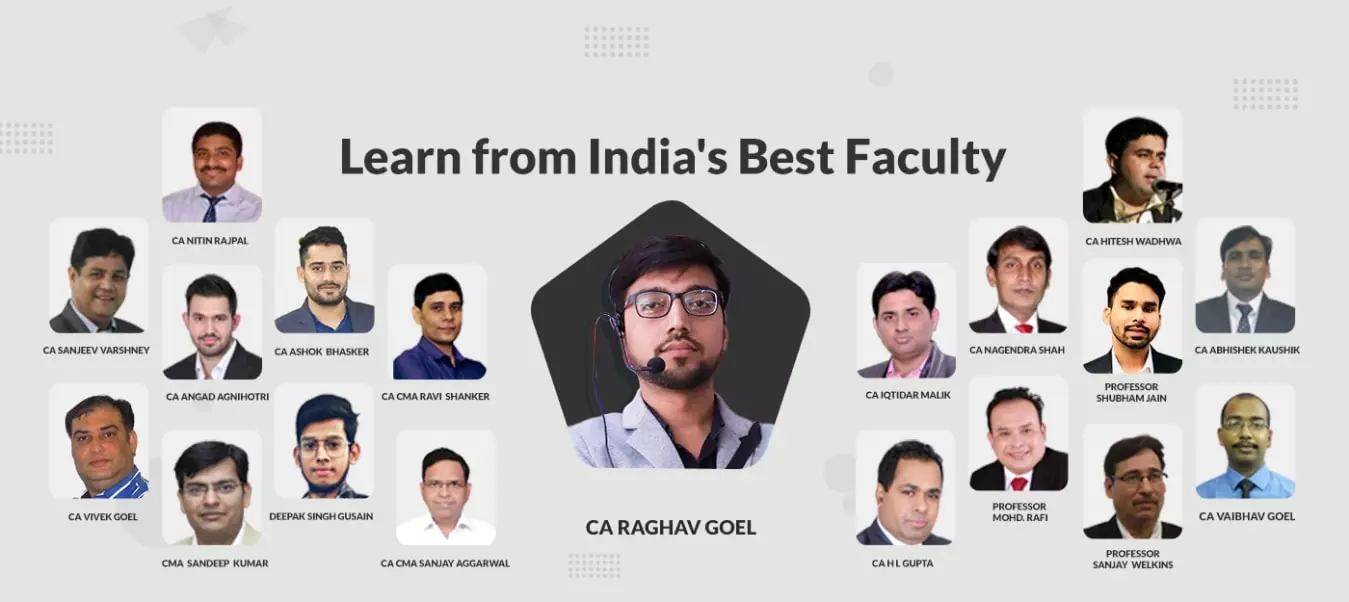 Learn from India's Best Faculty
CA NITIN RAJPAL
CA SANJEEV VARSHNEY
CA ASHOK BHASKER
CA ANGAD AGNIHOTRI
CA CMA RAVI SHANKER
CA VIVEK GOEL
DEEPAK SINGH GUSAIN
CMA SANDEEP KUMAR
CA CMA SANJAY AGGARWAL
CA RAGHAV GOEL
CA HITESH WADHWA
CA NAGENDRA SHAH
CA ABHISHEK KAUSHIK
CA IQTIDAR MALIK
PROFESSOR
SHUBHAM JAIN
PROFESSOR
MOHD. RAFI
CA VAIBHAV GOEL
CA H L GUPTA
PROFESSOR
SANJAY WELKINS